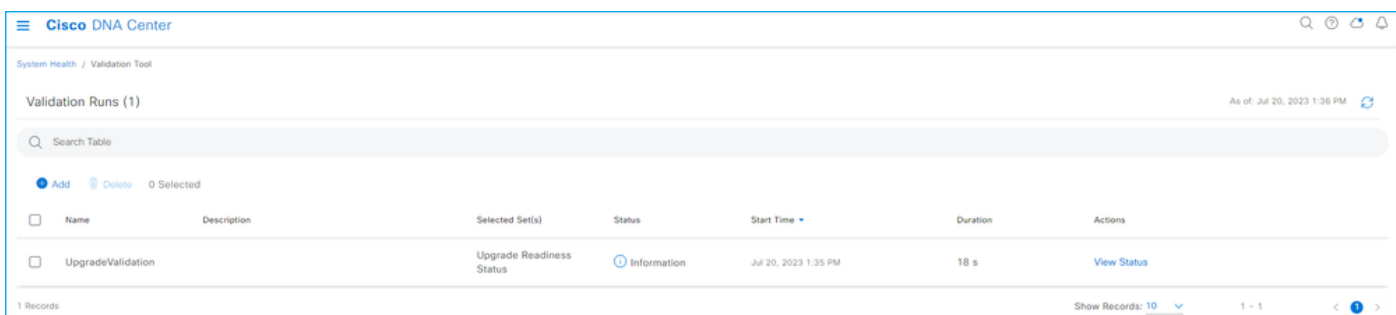 Cisco DNA Center
System Health / Validation Tool
Validation Runs (1)
As of: Jul 20, 2023 1:36 PM
Search Table
Add Delete 0 Selected
Name Description Selected Set(s) Status Start Time Duration Actions
UpgradeValidation Upgrade Readiness Status Information Jul 20, 2023 1:35 PM 18 s View Status
1 Records Show Records: 10 1 - 1 1